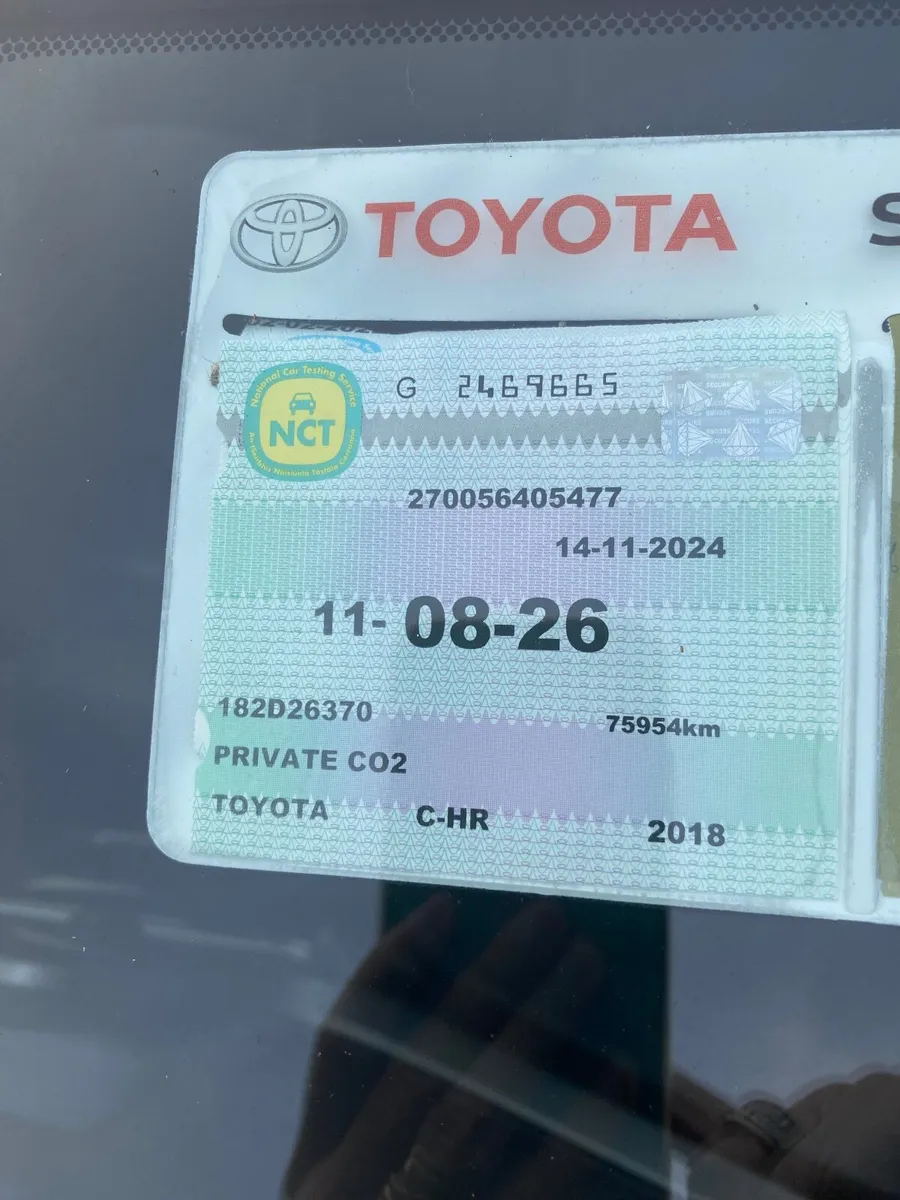 TOYOTA
S
National Car Testing Service
NCT
G 2469665
270056405477
14-11-2024
11-08-26
182D26370
75954km
PRIVATE CO2
TOYOTA C-HR 2018